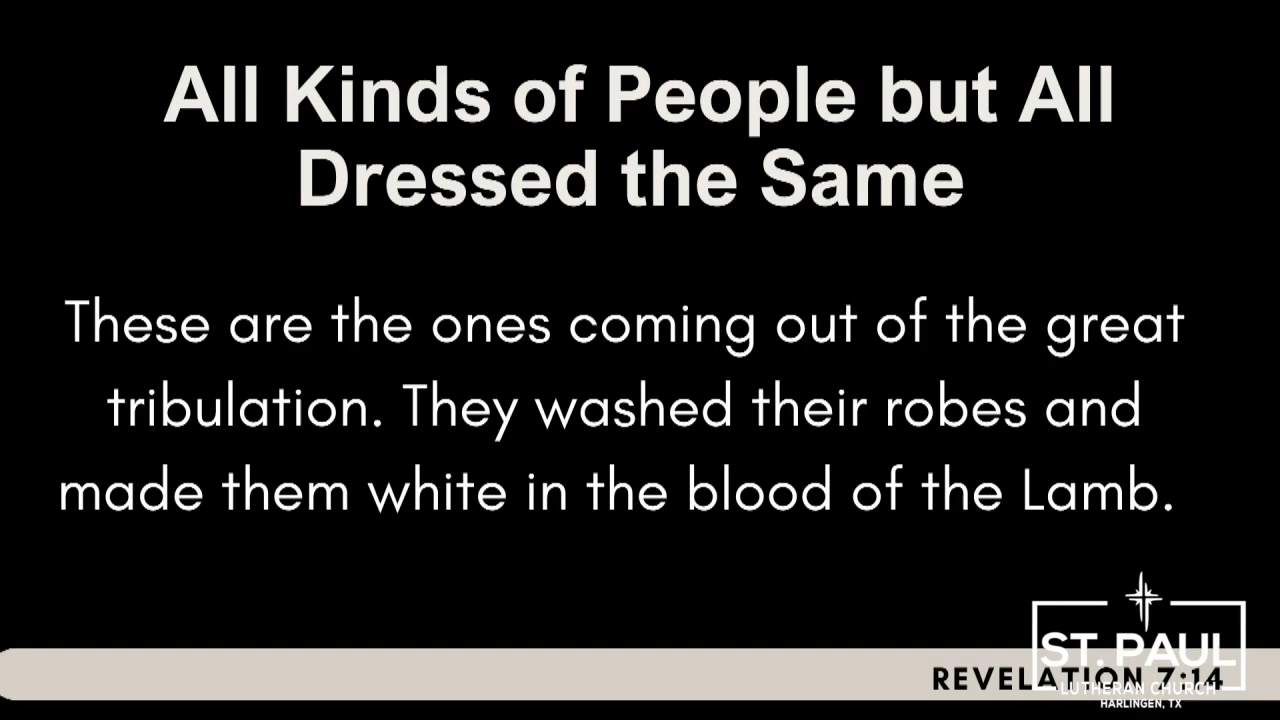 All Kinds of People but All
Dressed the Same
These are the ones coming out of the great
tribulation. They washed their robes and
made them white in the blood of the Lamb.
REVELATION 7:14
ST. PAUL
LUTHERAN CHURCH
HARLINGEN, TX